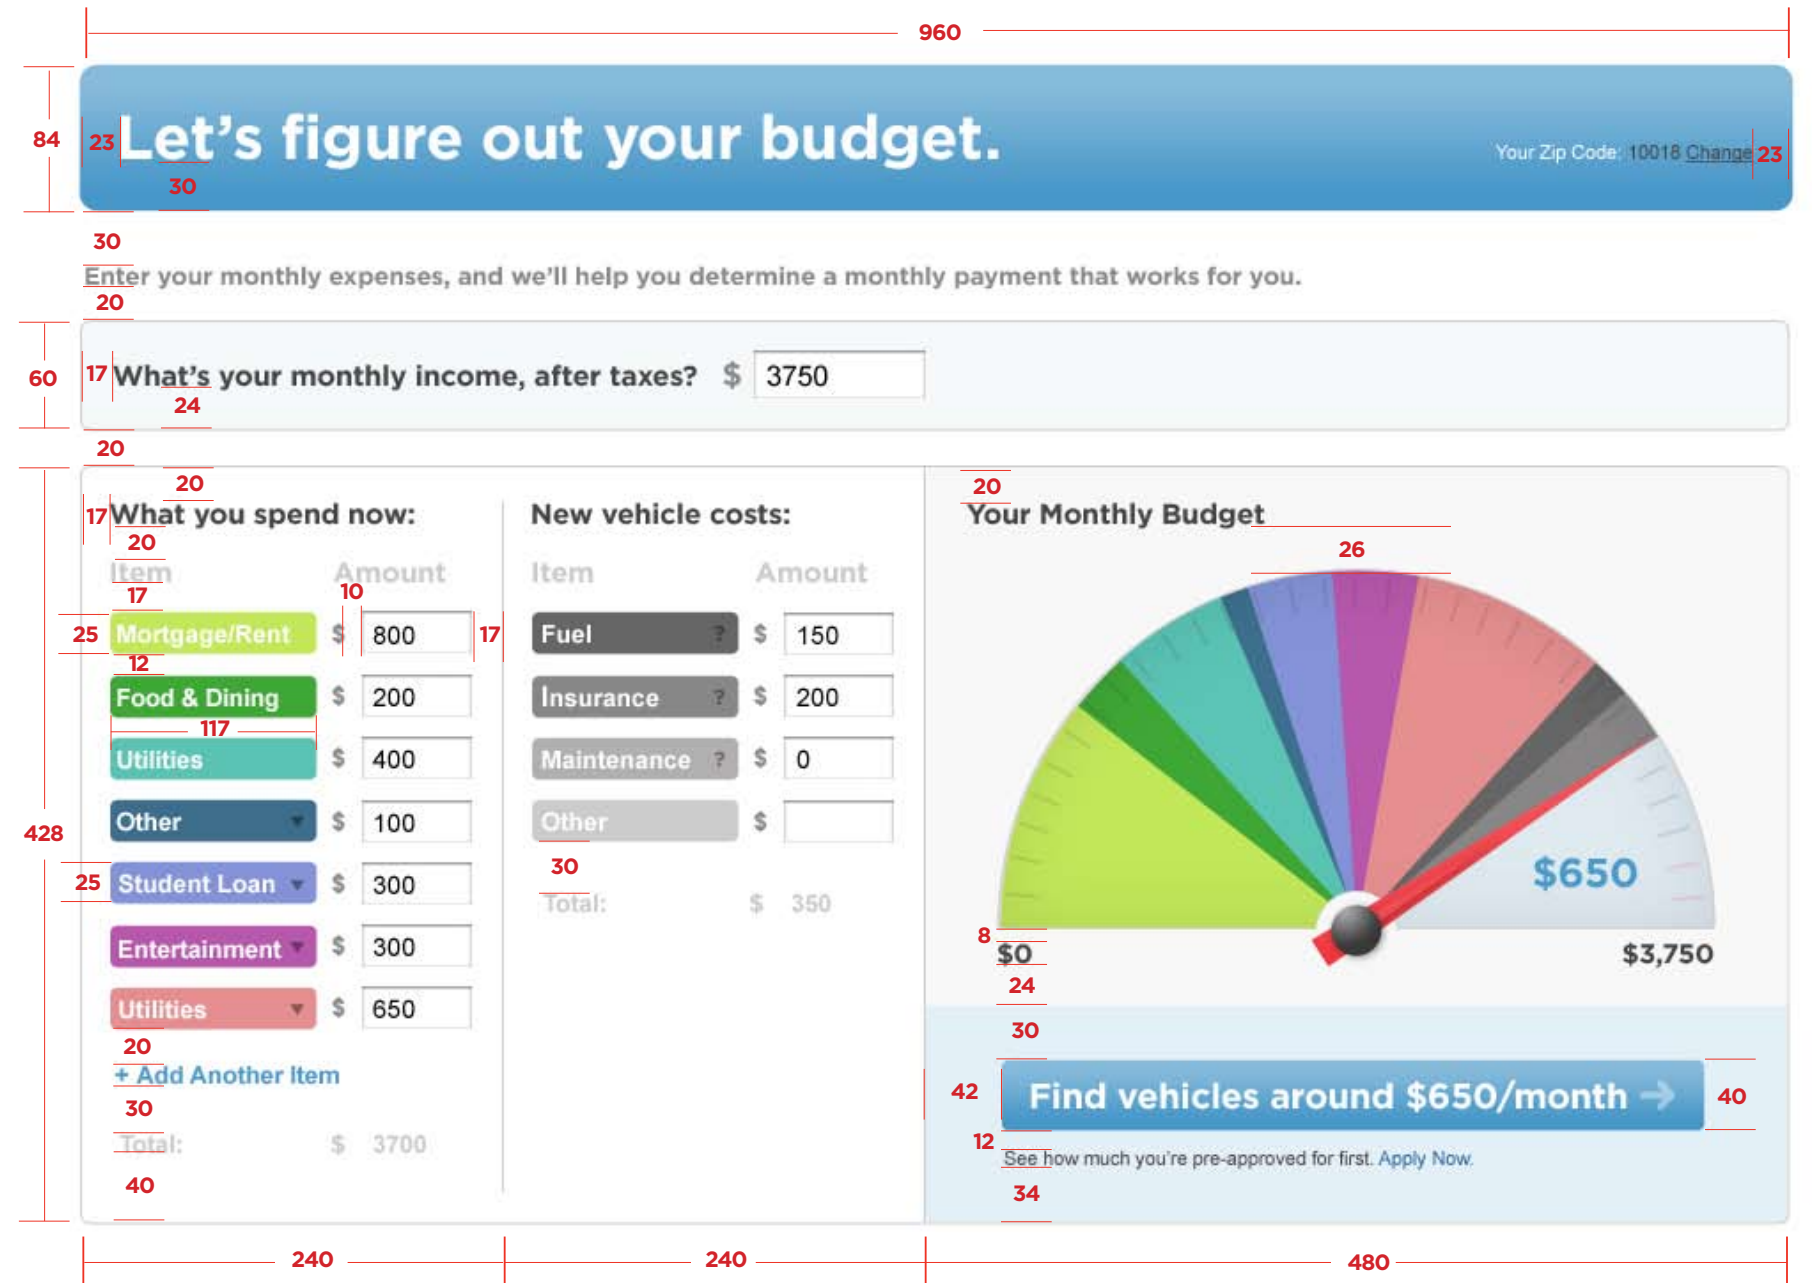 960
84
23
Let's figure out your budget.
Your Zip Code: 10018 Change
23
30
30
Enter your monthly expenses, and we'll help you determine a monthly payment that works for you.
20
60
17
What's your monthly income, after taxes? $ 3750
24
20
428
20
17
What you spend now:
20
Item Amount
17
10
25
Mortgage/Rent $ 800
17
12
Food & Dining $ 200
117
Utilities $ 400
Other $ 100
25
Student Loan $ 300
Entertainment $ 300
Utilities $ 650
20
+ Add Another Item
30
Total: $ 3700
40
New vehicle costs:
Item Amount
Fuel ? $ 150
Insurance ? $ 200
Maintenance ? $ 0
Other $
30
Total: $ 350
20
Your Monthly Budget
26
$650
8
$0
$3,750
24
30
42
Find vehicles around $650/month →
40
12
See how much you're pre-approved for first. Apply Now.
34
240
240
480